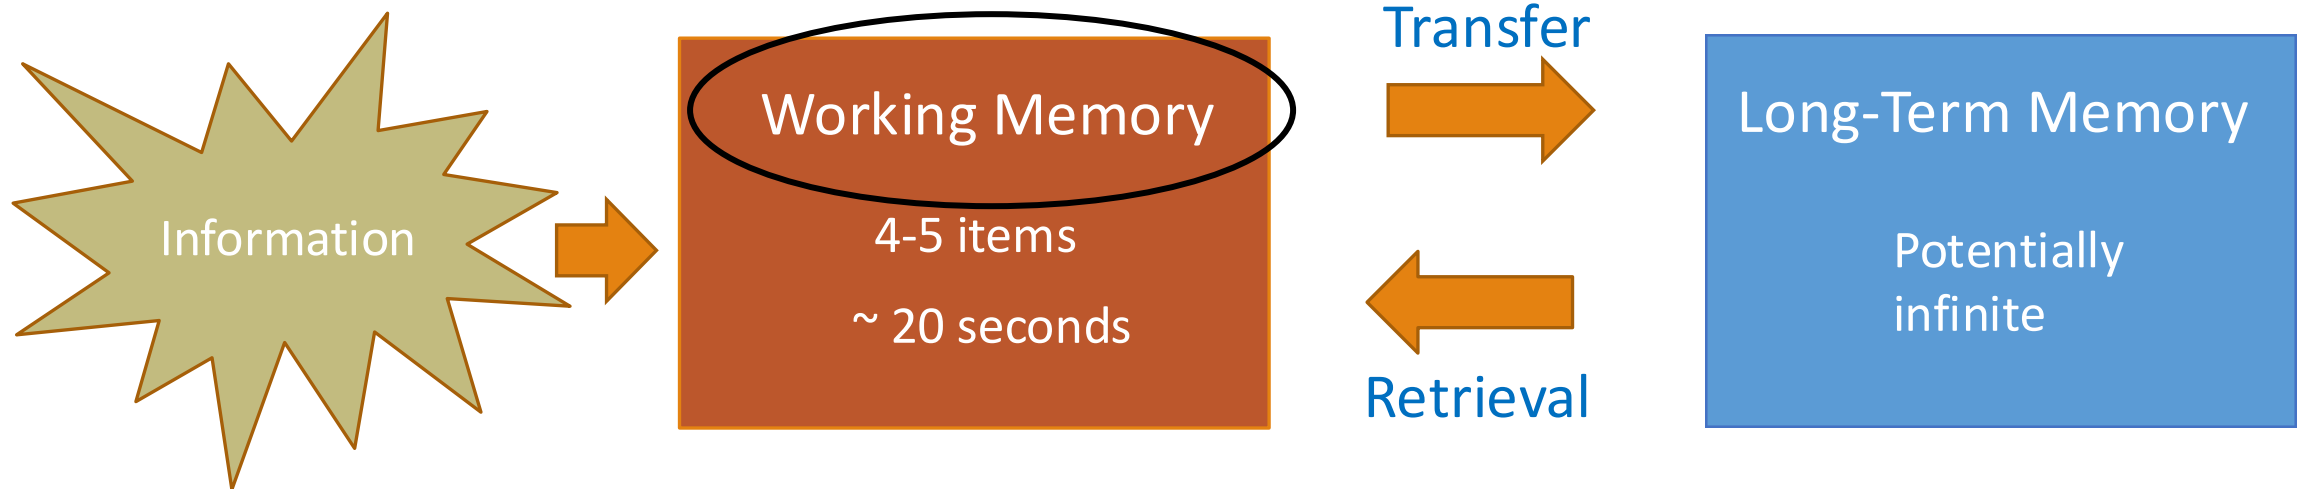 Information
Working Memory
4-5 items
~ 20 seconds
Transfer
Retrieval
Long-Term Memory
Potentially
infinite